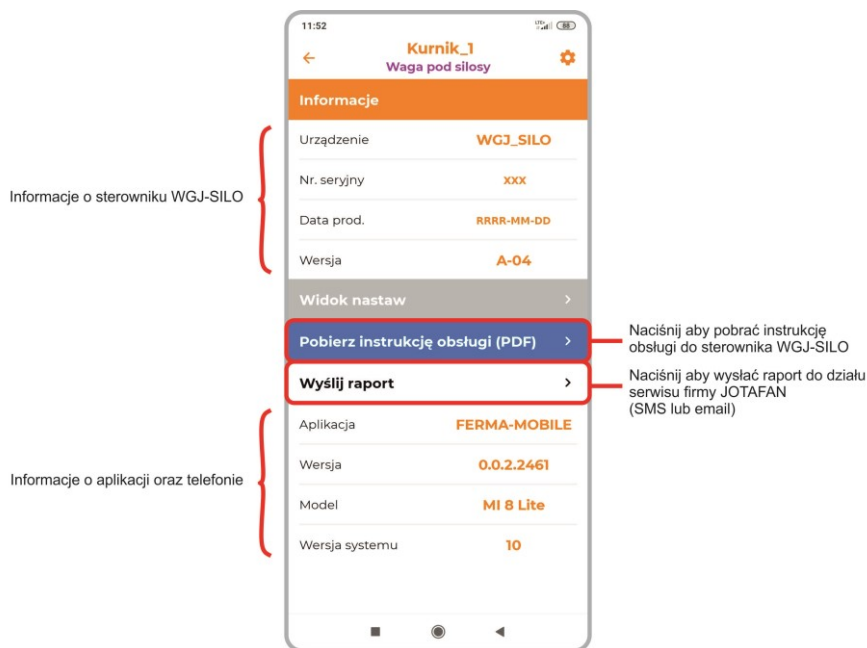 11:52
88
Kurnik_1
Waga pod silosy
Informacje
Urządzenie WGJ_SILO
Nr. seryjny xxx
Data prod. RRRR-MM-DD
Wersja A-04
Informacje o sterowniku WGJ-SILO
Widok nastaw
Pobierz instrukcję obsługi (PDF)
Naciśnij aby pobrać instrukcję
obsługi do sterownika WGJ-SILO
Wyślij raport
Naciśnij aby wysłać raport do działu
serwisu firmy JOTAFAN
(SMS lub email)
Aplikacja FERMA-MOBILE
Wersja 0.0.2.2461
Model MI 8 Lite
Wersja systemu 10
Informacje o aplikacji oraz telefonie